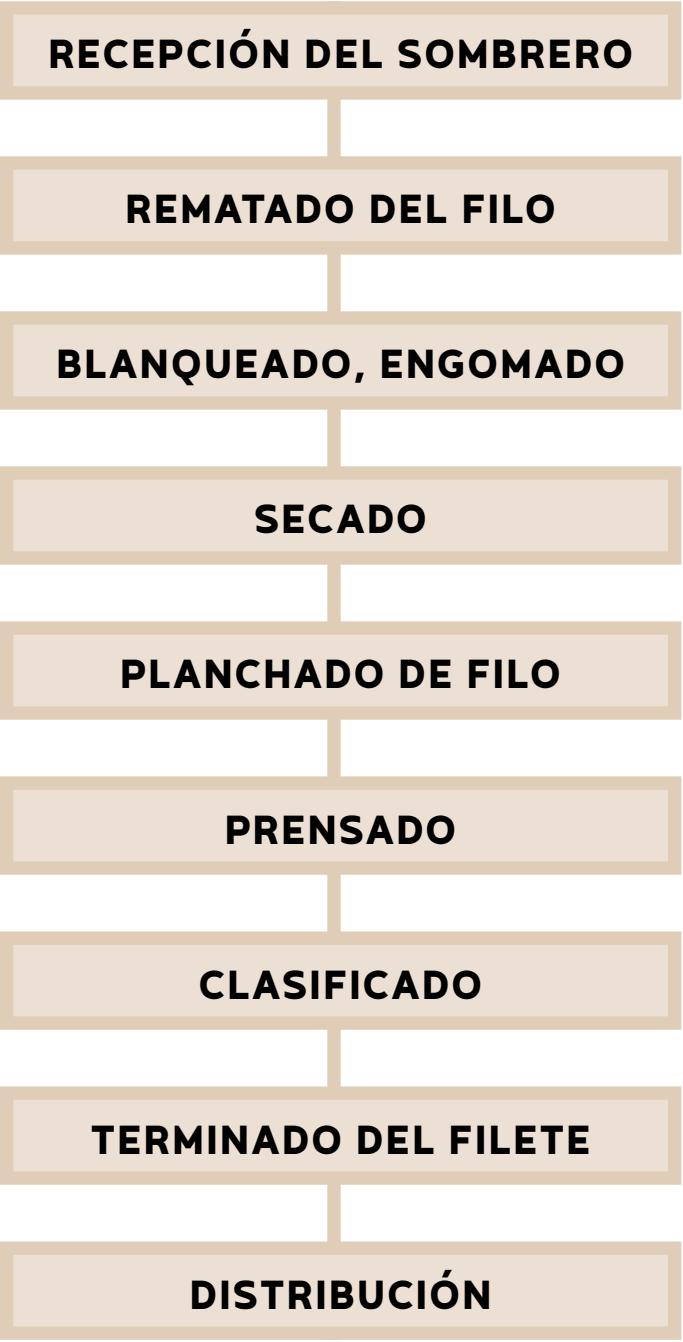 RECEPCIÓN DEL SOMBRERO
REMATADO DEL FILO
BLANQUEADO, ENGOMADO
SECADO
PLANCHADO DE FILO
PRENSADO
CLASIFICADO
TERMINADO DEL FILETE
DISTRIBUCIÓN